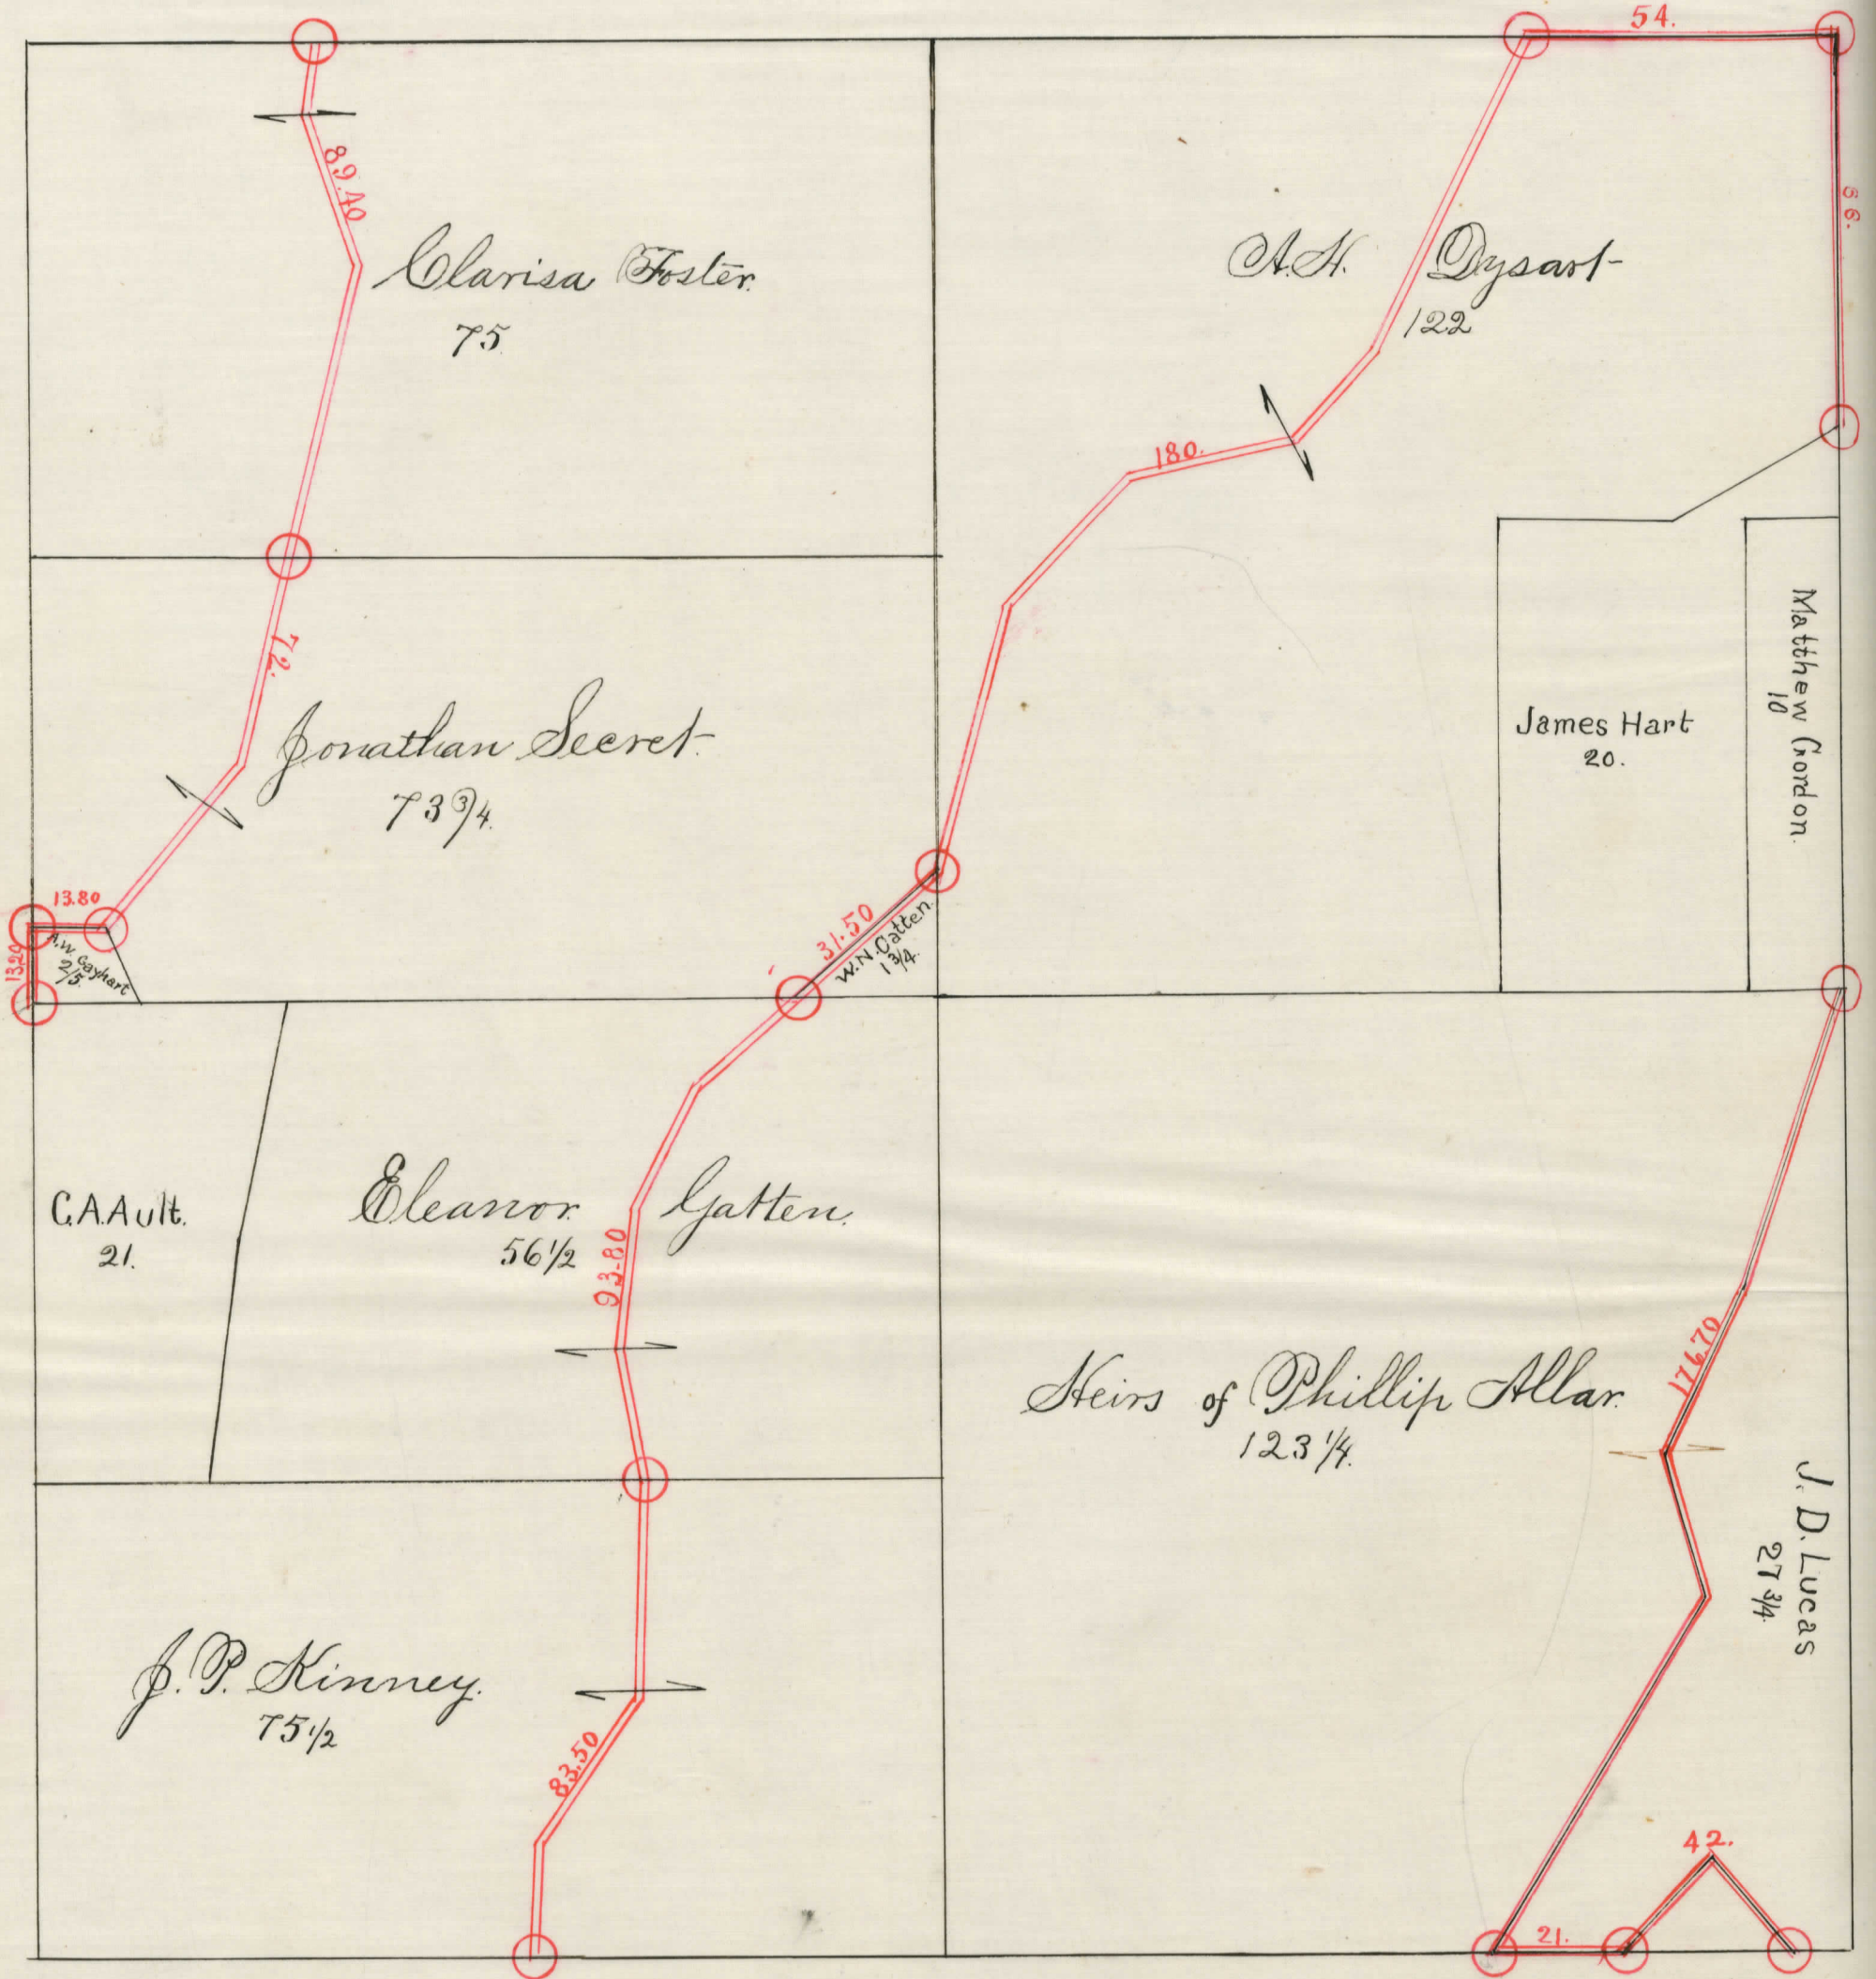 54.
66.
89.40
Clarisa Foster.
75
A.H. Dysart
122
180.
72.
Jonathan Secret.
73 3/4.
James Hart
20.
Matthew Gordon.
10
13.80
13.20
A.W. Gayhart
2/5.
31.50
W.N. Gatten.
1 3/4.
C.A. Ault.
21.
Eleanor Gatten.
56 1/2
93.80
Heirs of Phillip Allar.
123 1/4.
176.70
J. D. Lucas
27 3/4
J. P. Kinney.
75 1/2
83.50
42.
21.